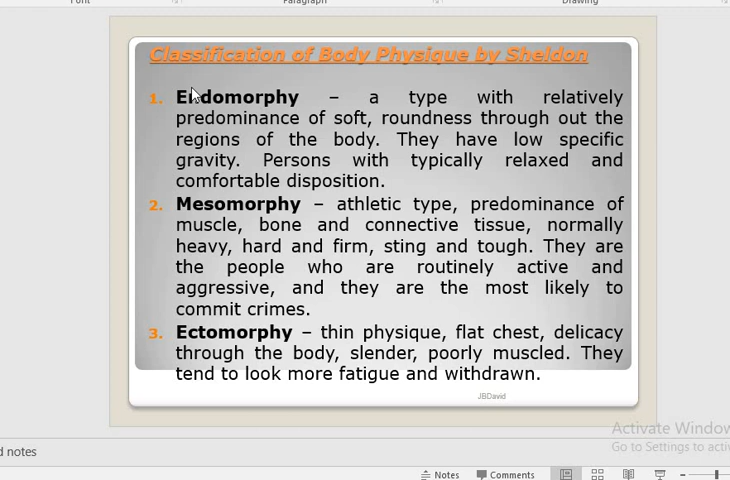 Font
Paragraph
Drawing
Classification of Body Physique by Sheldon
1. Endomorphy – a type with relatively
predominance of soft, roundness through out the
regions of the body. They have low specific
gravity. Persons with typically relaxed and
comfortable disposition.
2. Mesomorphy – athletic type, predominance of
muscle, bone and connective tissue, normally
heavy, hard and firm, sting and tough. They are
the people who are routinely active and
aggressive, and they are the most likely to
commit crimes.
3. Ectomorphy – thin physique, flat chest, delicacy
through the body, slender, poorly muscled. They
tend to look more fatigue and withdrawn.
JBDavid
Activate Window
Go to Settings to activ
d notes
Notes Comments